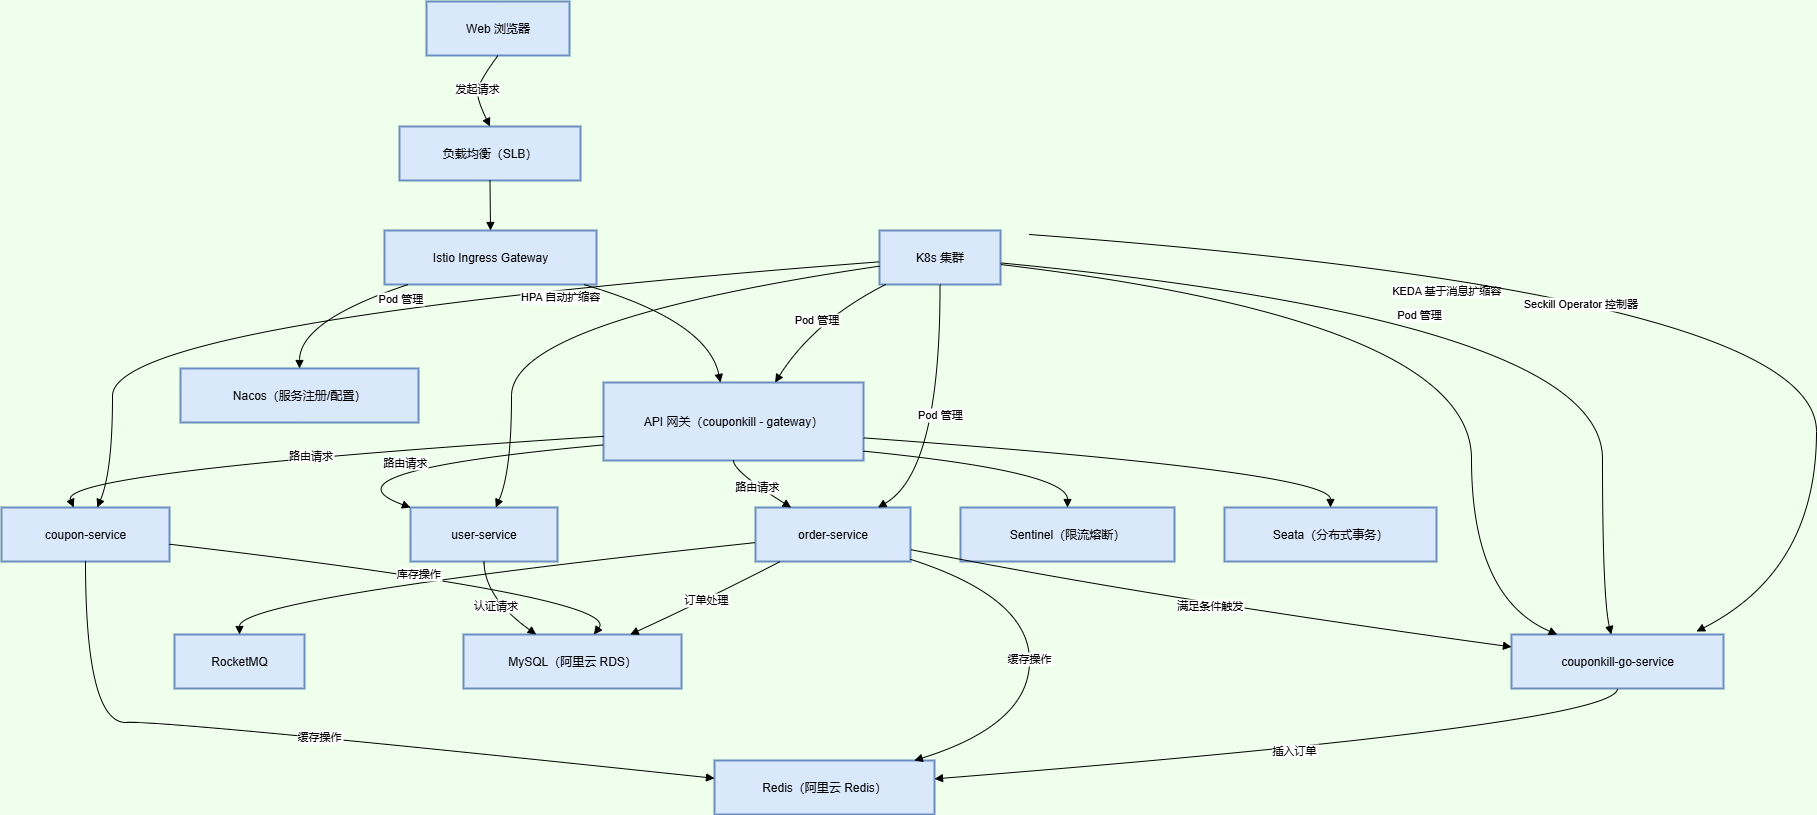 Web 浏览器
发起请求
负载均衡（SLB）
Istio Ingress Gateway
K8s 集群
KEDA 基于消息扩缩容
Pod 管理
HPA 自动扩缩容
Seckill Operator 控制器
Pod 管理
Pod 管理
Nacos（服务注册/配置）
API 网关（couponkill - gateway）
Pod 管理
路由请求
路由请求
路由请求
coupon-service
user-service
order-service
Sentinel（限流熔断）
Seata（分布式事务）
库存操作
认证请求
订单处理
满足条件触发
RocketMQ
MySQL（阿里云 RDS）
缓存操作
couponkill-go-service
缓存操作
插入订单
Redis（阿里云 Redis）